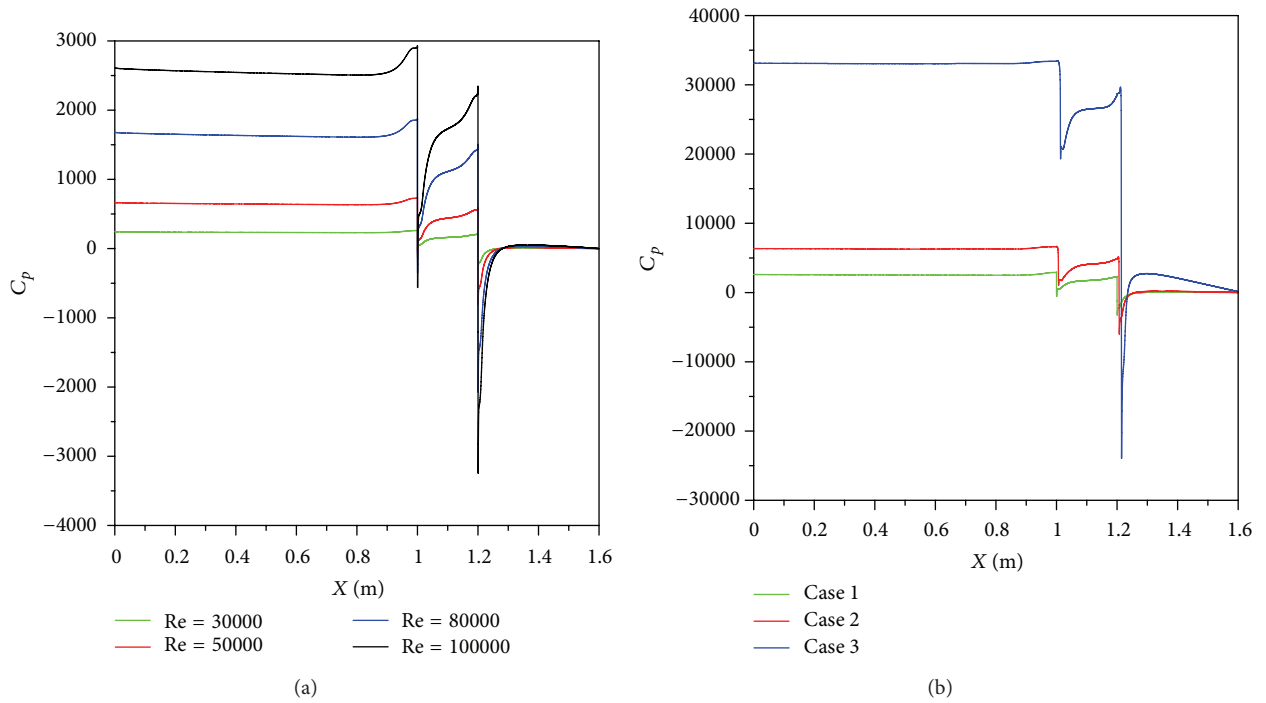 3000
2000
1000
0
−1000
−2000
−3000
−4000
C_p
0 0.2 0.4 0.6 0.8 1 1.2 1.4 1.6
X (m)
Re = 30000
Re = 50000
Re = 80000
Re = 100000
(a)
40000
30000
20000
10000
0
−10000
−20000
−30000
C_p
0 0.2 0.4 0.6 0.8 1 1.2 1.4 1.6
X (m)
Case 1
Case 2
Case 3
(b)